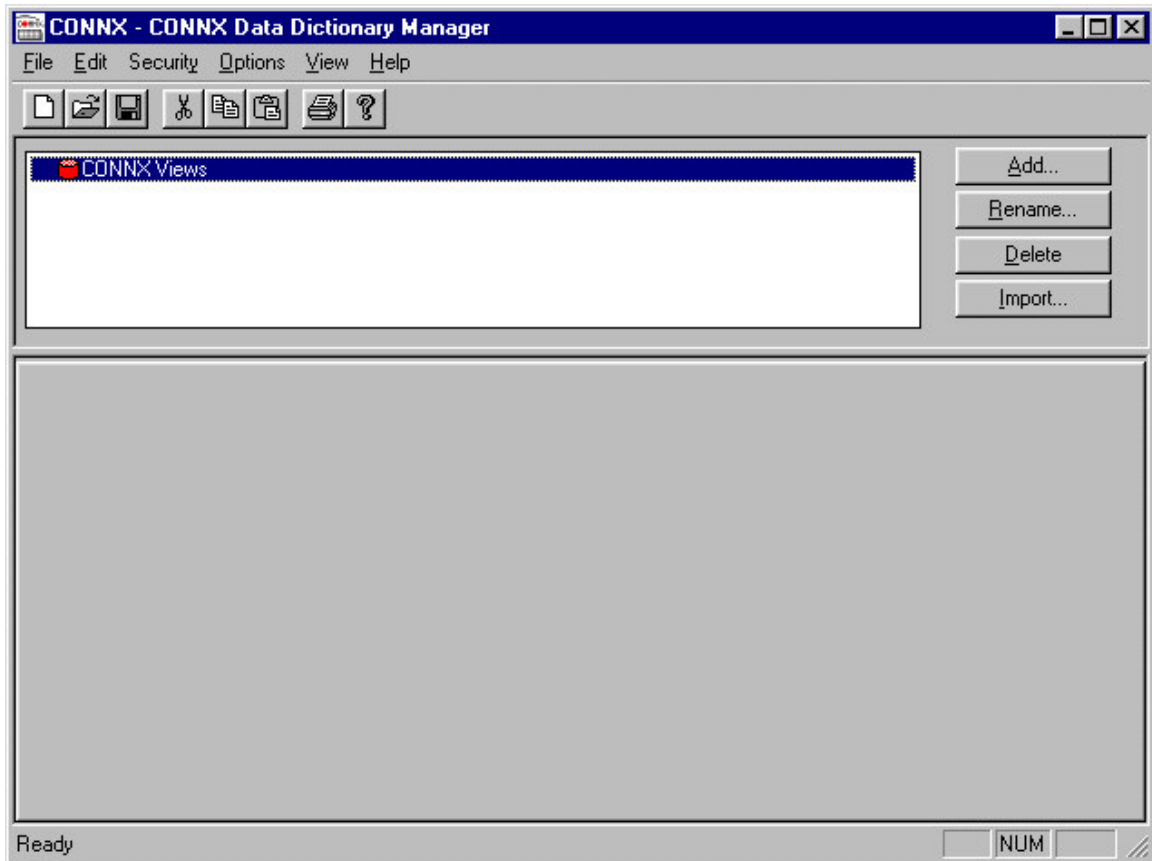 CONNX - CONNX Data Dictionary Manager
File Edit Security Options View Help
CONNX Views
Add...
Rename...
Delete
Import...
Ready NUM